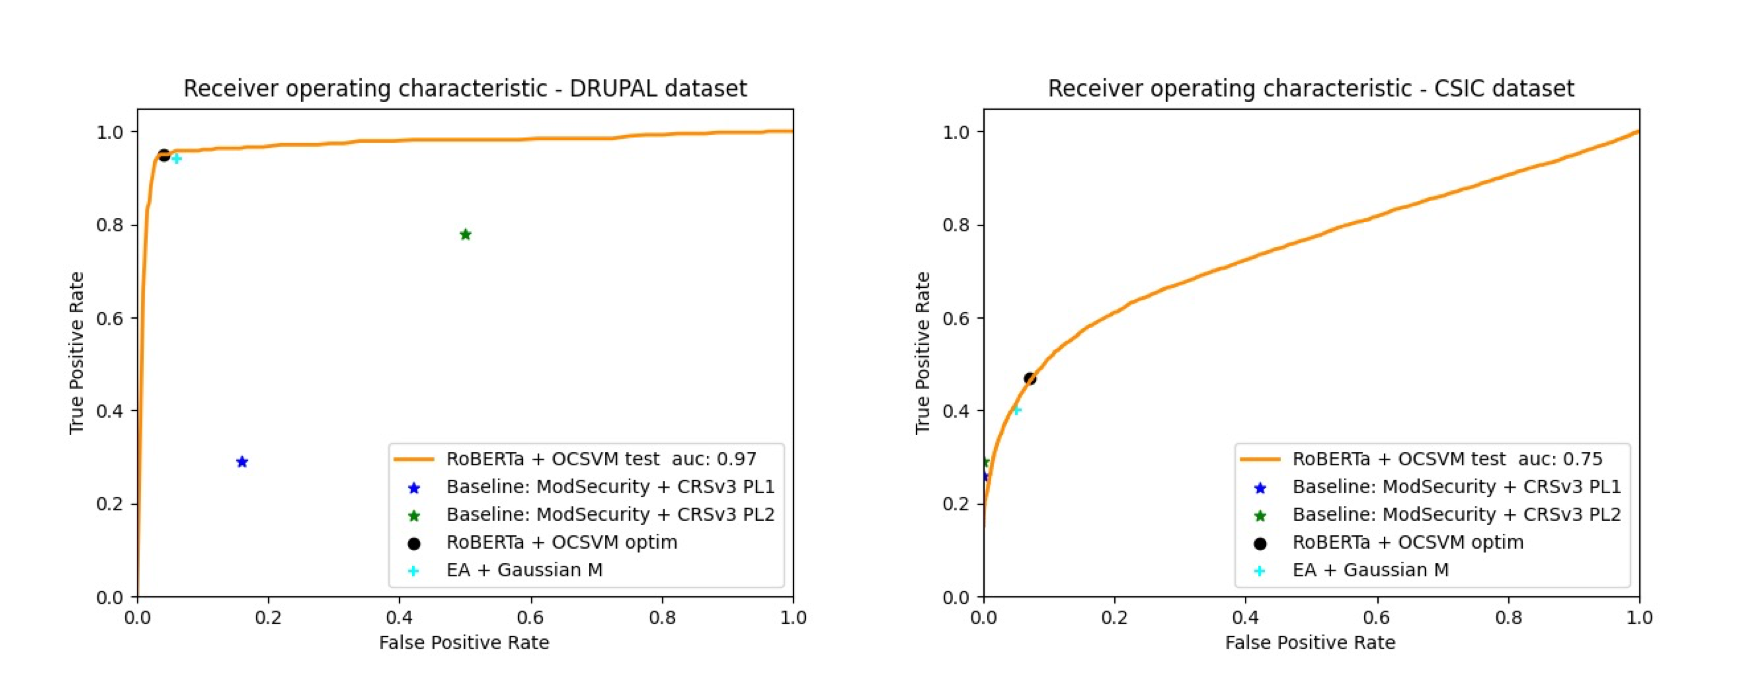 Receiver operating characteristic - DRUPAL dataset
1.0
0.8
0.6
0.4
0.2
0.0
True Positive Rate
RoBERTa + OCSVM test auc: 0.97
Baseline: ModSecurity + CRSv3 PL1
Baseline: ModSecurity + CRSv3 PL2
RoBERTa + OCSVM optim
EA + Gaussian M
0.0 0.2 0.4 0.6 0.8 1.0
False Positive Rate
Receiver operating characteristic - CSIC dataset
1.0
0.8
0.6
0.4
0.2
0.0
True Positive Rate
RoBERTa + OCSVM test auc: 0.75
Baseline: ModSecurity + CRSv3 PL1
Baseline: ModSecurity + CRSv3 PL2
RoBERTa + OCSVM optim
EA + Gaussian M
0.0 0.2 0.4 0.6 0.8 1.0
False Positive Rate